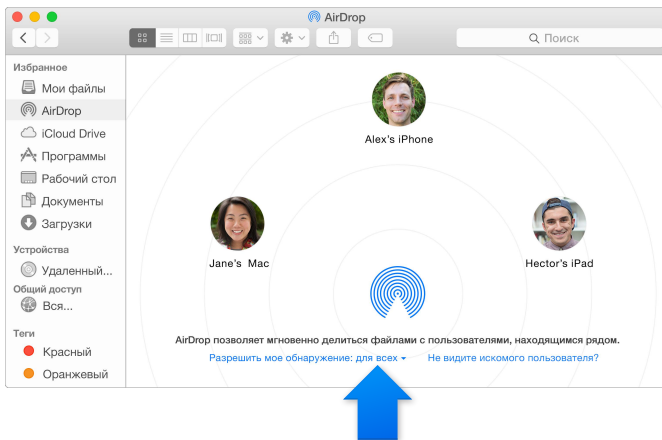 AirDrop
Поиск
Избранное
Мои файлы
AirDrop
iCloud Drive
Программы
Рабочий стол
Документы
Загрузки
Устройства
Удаленный...
Общий доступ
Вся...
Теги
Красный
Оранжевый
Alex's iPhone
Jane's Mac
Hector's iPad
AirDrop позволяет мгновенно делиться файлами с пользователями, находящимся рядом.
Разрешить мое обнаружение: для всех Не видите искомого пользователя?